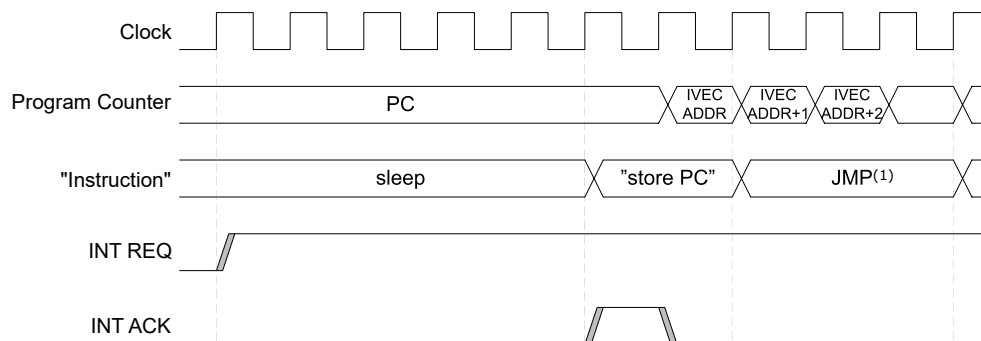 Clock
Program Counter
PC
IVEC
ADDR
IVEC
ADDR+1
IVEC
ADDR+2
"Instruction"
sleep
”store PC”
JMP(1)
INT REQ
INT ACK